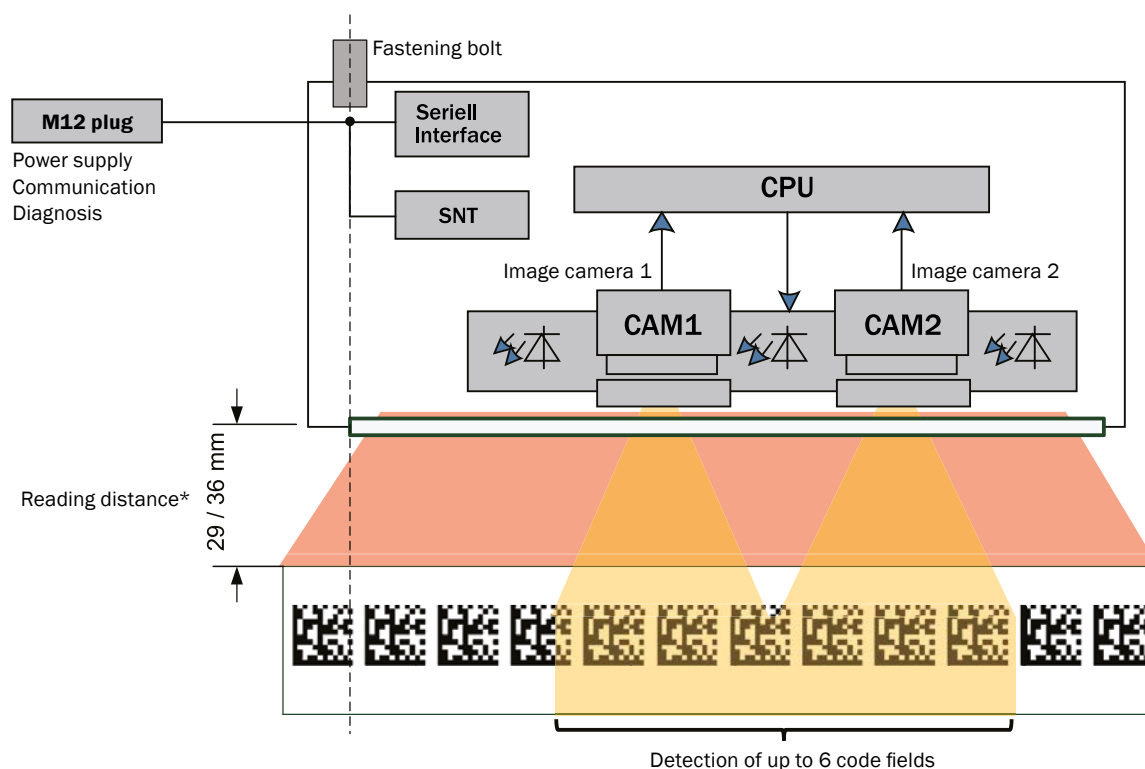 Fastening bolt
M12 plug
Power supply
Communication
Diagnosis
Seriell
Interface
SNT
CPU
Image camera 1
Image camera 2
CAM1
CAM2
Reading distance*
29 / 36 mm
Detection of up to 6 code fields